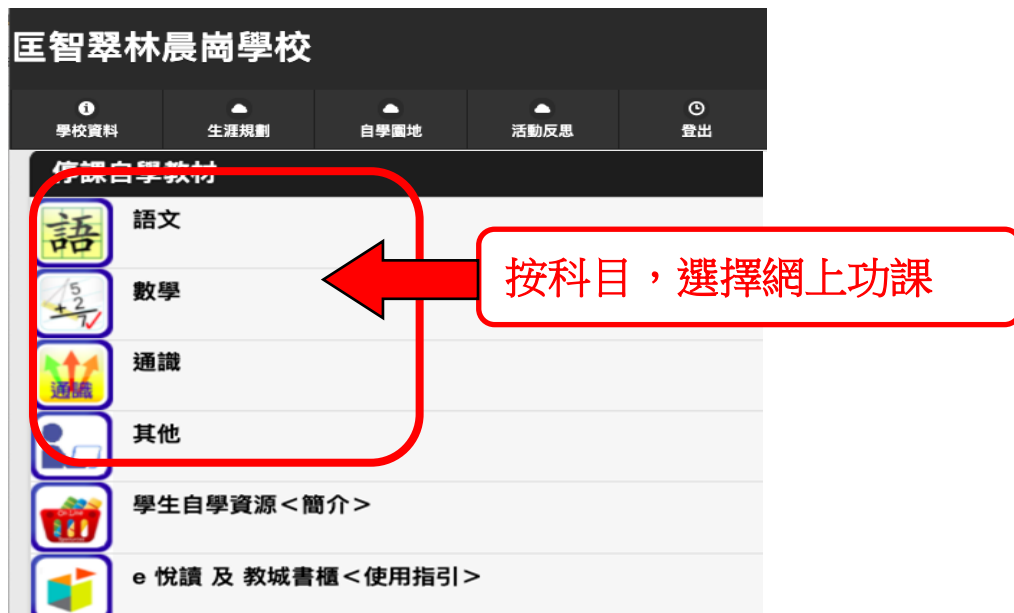 匡智翠林晨崗學校
學校資料 生涯規劃 自學園地 活動反思 登出
停課自學教材
語 語文
5 + 2 7 數學
通識 通識
其他
按科目，選擇網上功課
學生自學資源＜簡介＞
e 悅讀 及 教城書櫃＜使用指引＞